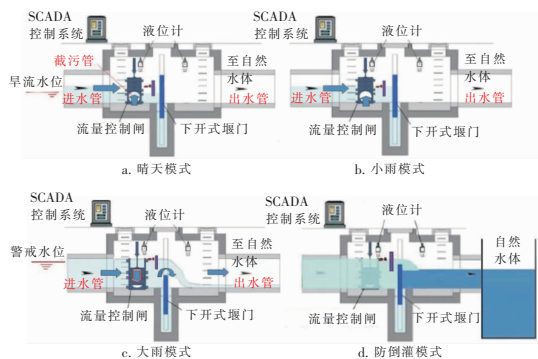 SCADA
控制系统
液位计
截污管
至自然
水体
旱流水位
进水管
出水管
流量控制闸
下开式堰门
a. 晴天模式
SCADA
控制系统
液位计
至自然
水体
进水管
出水管
流量控制闸
下开式堰门
b. 小雨模式
SCADA
控制系统
液位计
警戒水位
至自然
水体
进水管
出水管
流量控制闸
下开式堰门
c. 大雨模式
SCADA
控制系统
液位计
自然
水体
流量控制闸
下开式堰门
d. 防倒灌模式